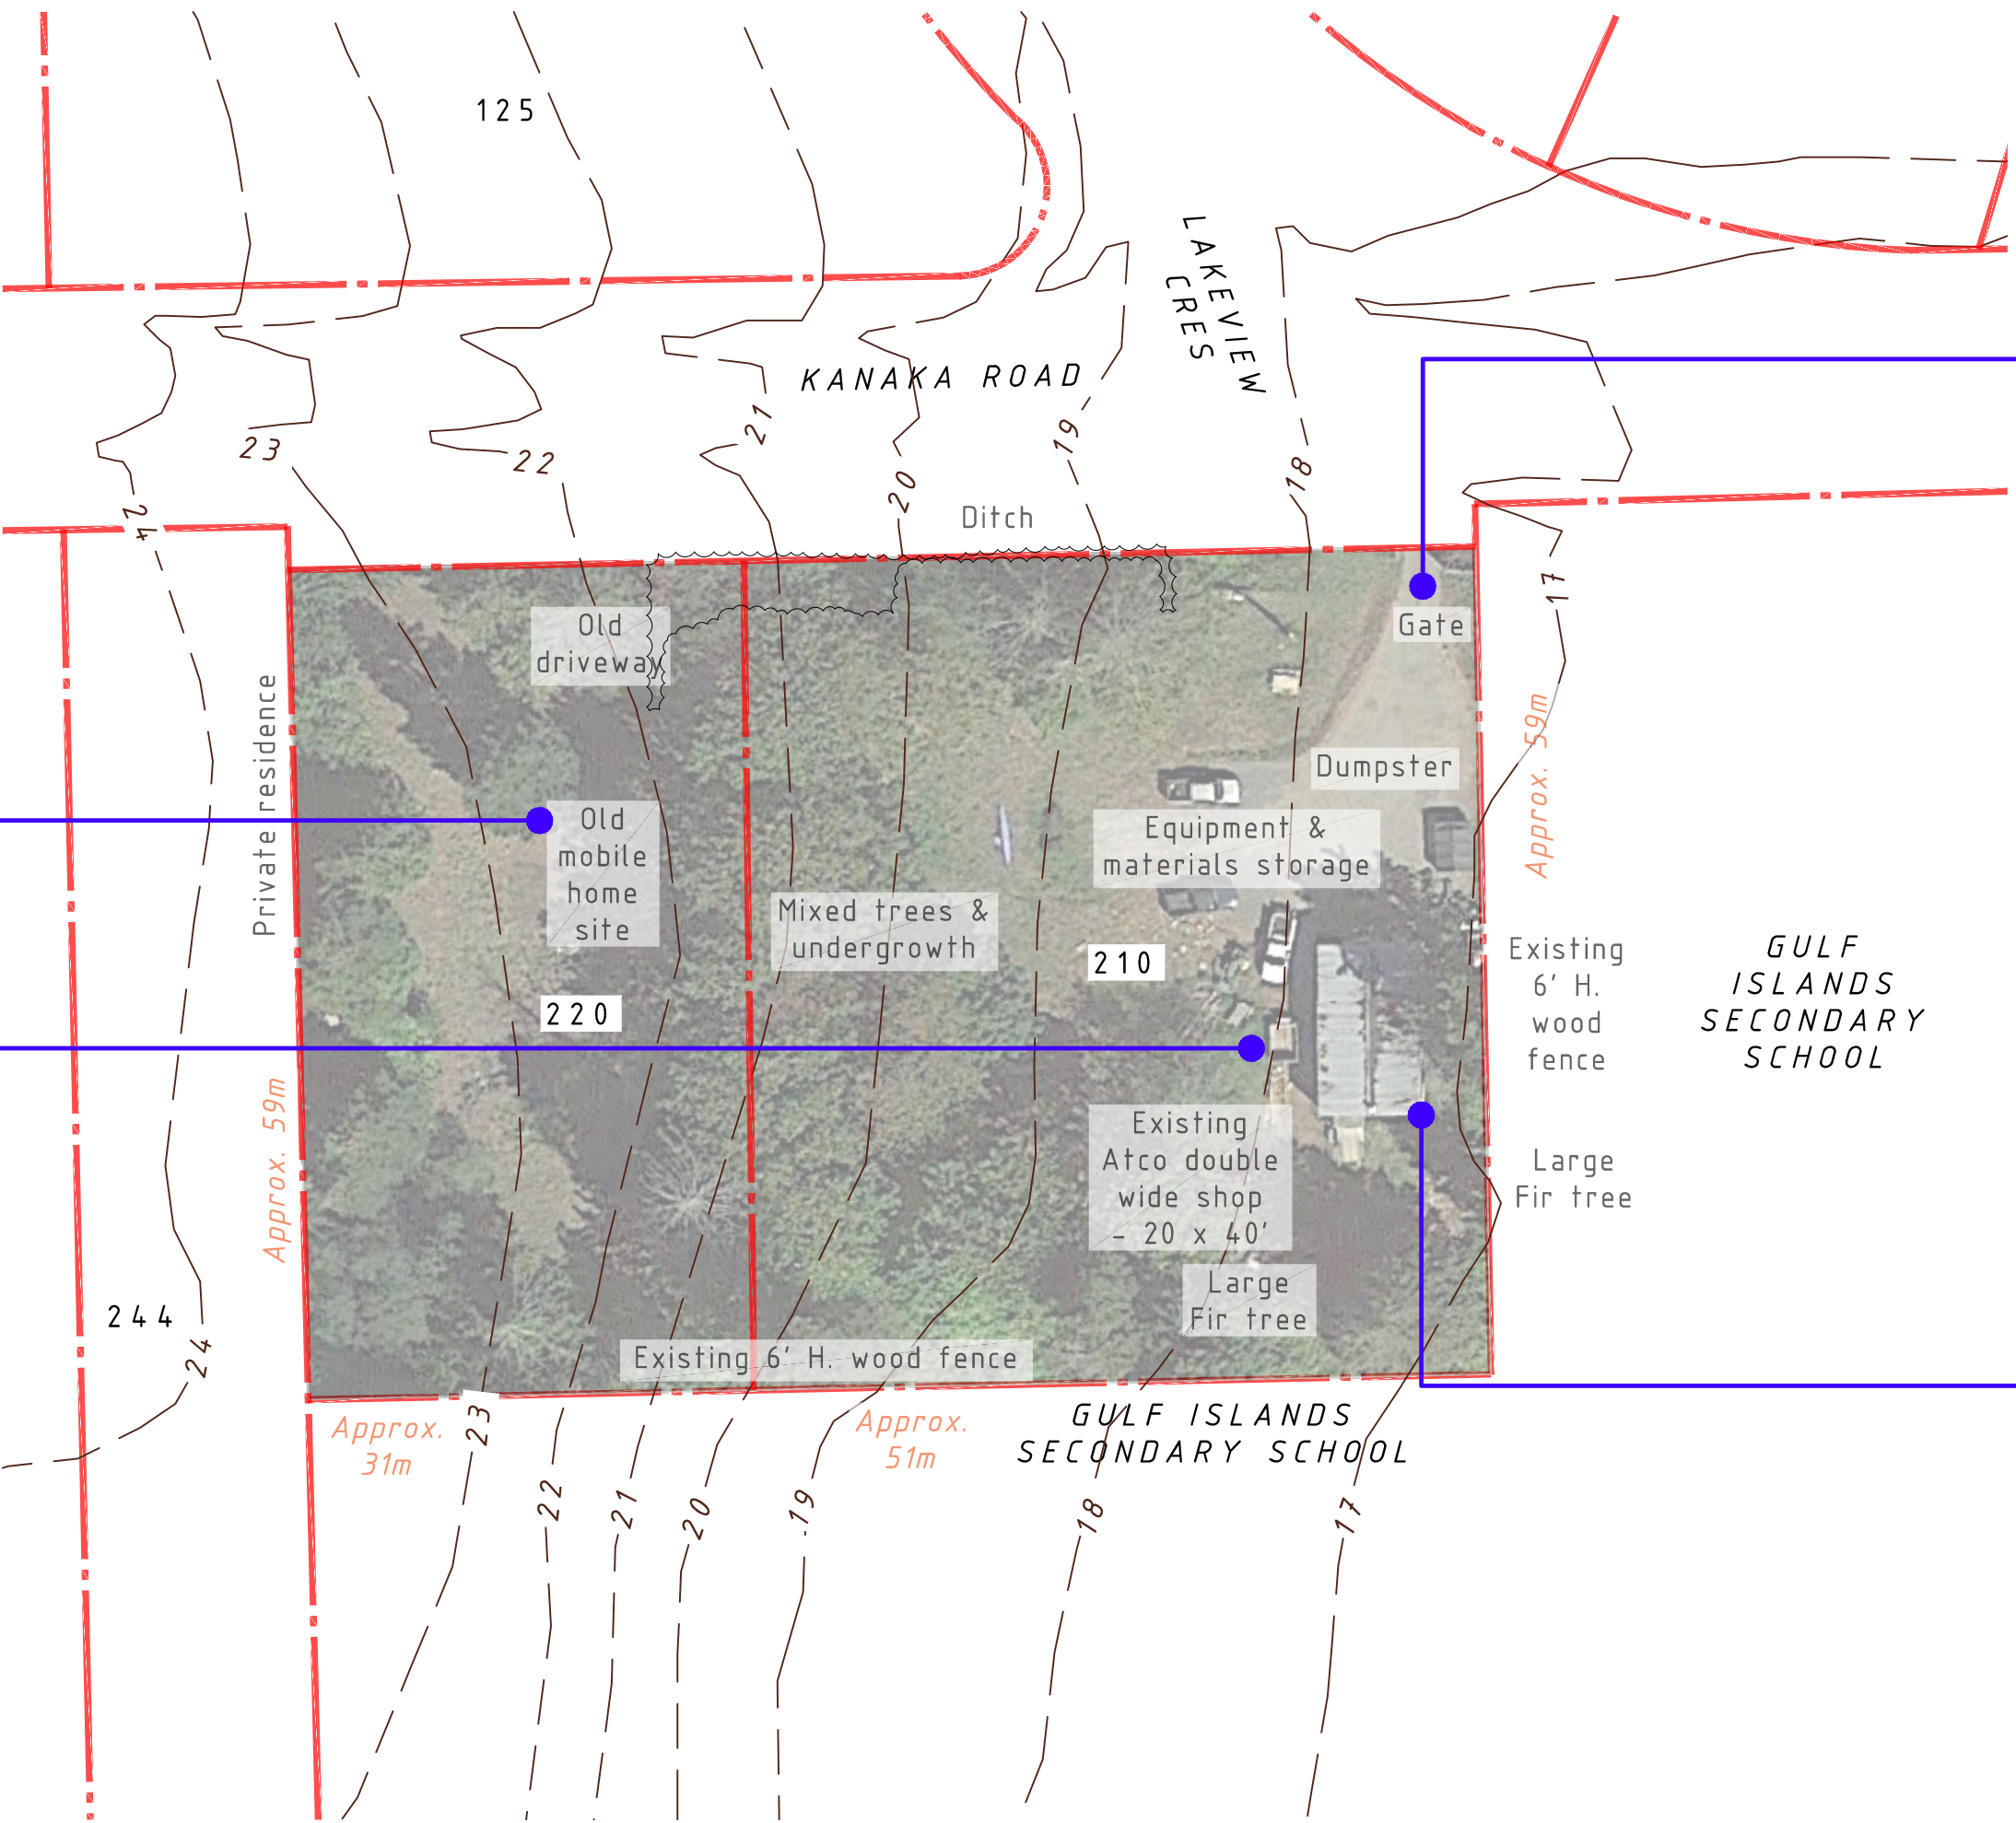 125
LAKEVIEW
CRES
KANAKA ROAD
23
22
21
20
19
18
24
17
Ditch
Old
driveway
Gate
Private residence
Approx. 59m
Dumpster
Old
mobile
home
site
Equipment &
materials storage
Mixed trees &
undergrowth
210
220
Existing
6' H.
wood
fence
GULF
ISLANDS
SECONDARY
SCHOOL
Approx. 59m
Existing
Atco double
wide shop
- 20 x 40'
Large
Fir tree
Large
Fir tree
244
24
Existing 6' H. wood fence
Approx.
31m
23
Approx.
51m
GULF ISLANDS
SECONDARY SCHOOL
22
21
20
19
18
17